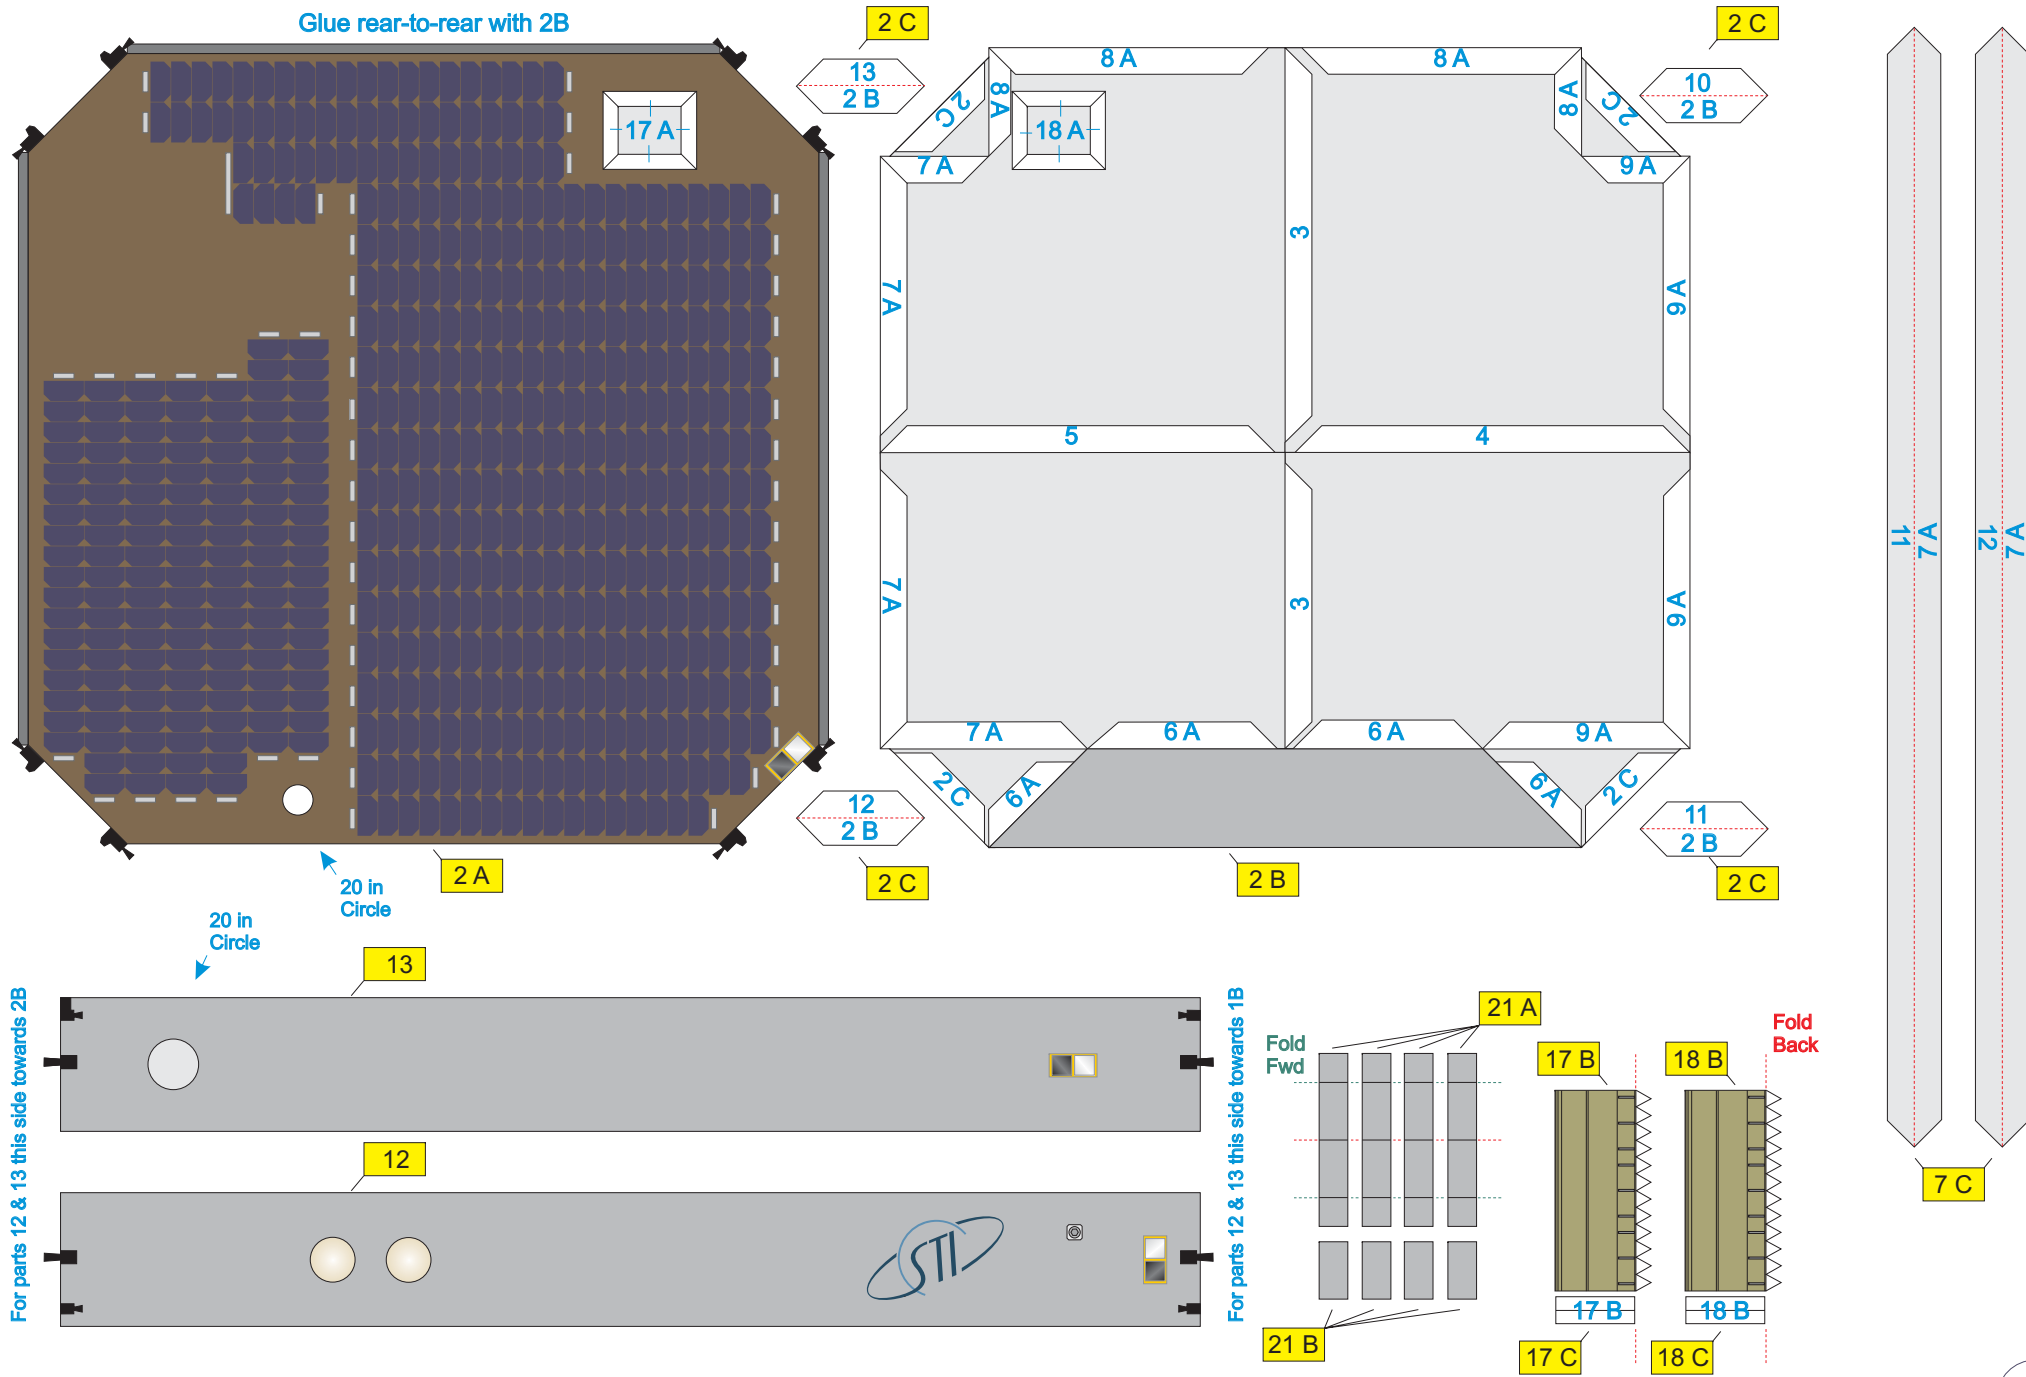 Glue rear-to-rear with 2B
2 C
2 C
13
2 B
10
2 B
8 A
8 A
8 A
8 A
2 C
2 C
17 A
18 A
7 A
9 A
3
7 A
9 A
5
4
11
7 A
12
7 A
7 A
3
9 A
7 A
6 A
6 A
9 A
2 C
6 A
6 A
2 C
12
2 B
11
2 B
2 A
2 C
2 B
2 C
20 in
Circle
20 in
Circle
13
For parts 12 & 13 this side towards 2B
For parts 12 & 13 this side towards 1B
21 A
Fold
Fwd
Fold
Back
17 B
18 B
12
STI
7 C
17 B
18 B
21 B
17 C
18 C